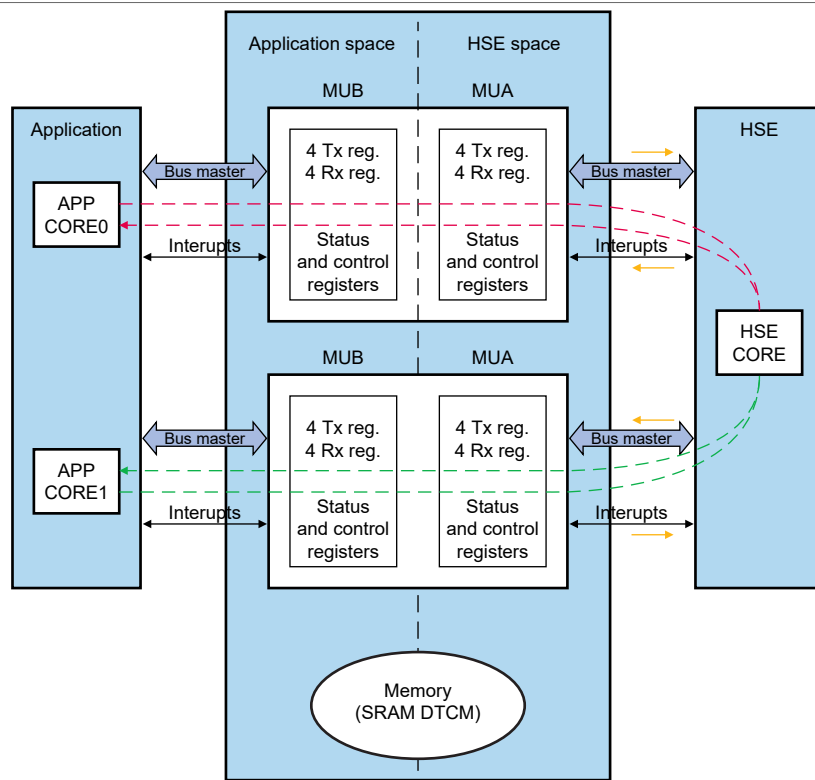 Application space
HSE space
MUB
MUA
Application
HSE
4 Tx reg.
4 Rx reg.
4 Tx reg.
4 Rx reg.
Bus master
Bus master
APP
CORE0
Interupts
Status
and control
registers
Status
and control
registers
Interupts
HSE
CORE
MUB
MUA
4 Tx reg.
4 Rx reg.
4 Tx reg.
4 Rx reg.
Bus master
Bus master
APP
CORE1
Interupts
Status
and control
registers
Status
and control
registers
Interupts
Memory
(SRAM DTCM)